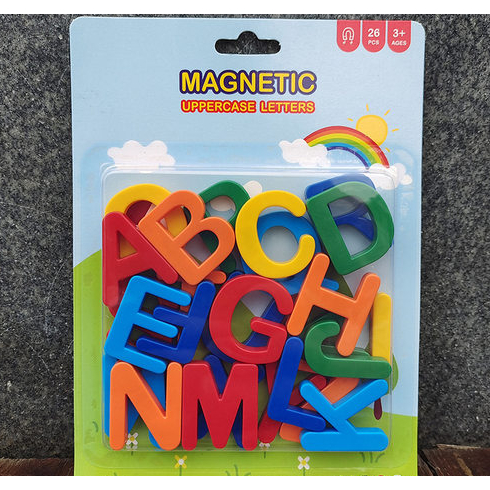 26
PCS
3+
AGES
MAGNETIC
UPPERCASE LETTERS
A B C D
E F G H
J
N M L K